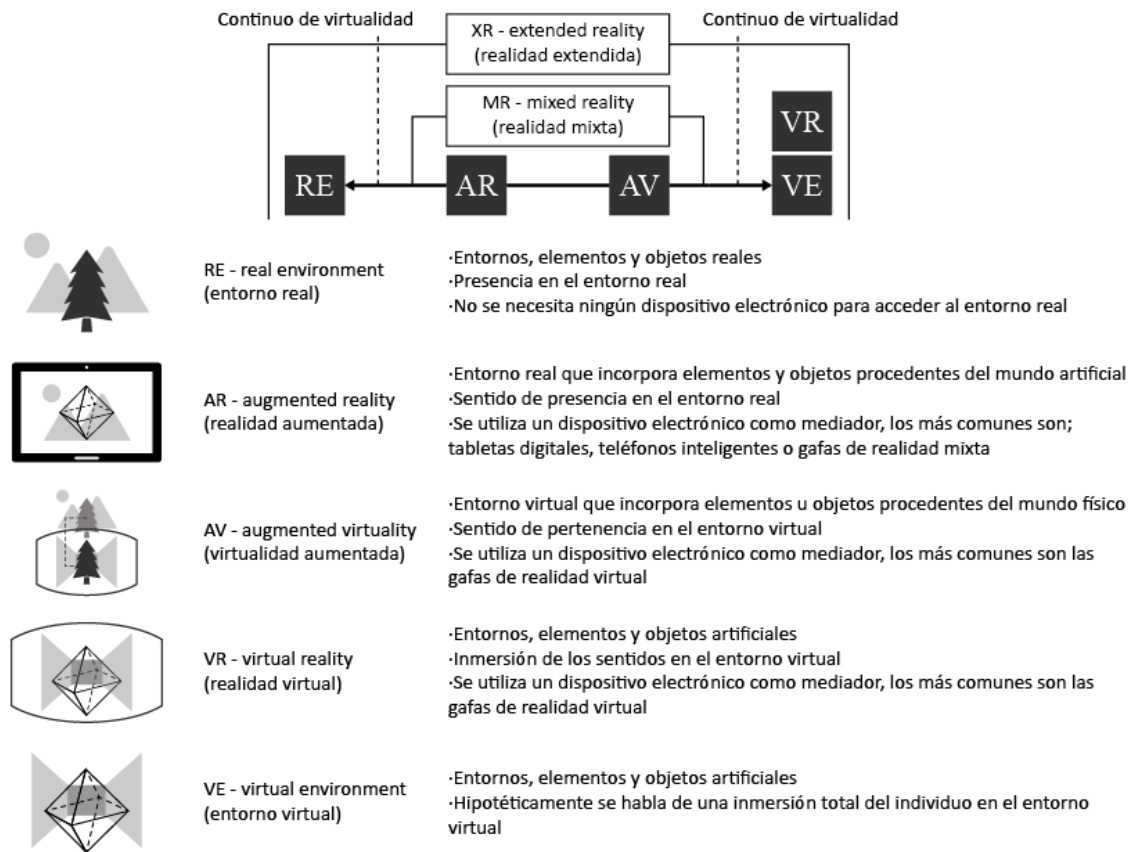 Continuo de virtualidad
Continuo de virtualidad
XR - extended reality
(realidad extendida)
MR - mixed reality
(realidad mixta)
VR
RE
AR
AV
VE
RE - real environment
(entorno real)
·Entornos, elementos y objetos reales
·Presencia en el entorno real
·No se necesita ningún dispositivo electrónico para acceder al entorno real
AR - augmented reality
(realidad aumentada)
·Entorno real que incorpora elementos y objetos procedentes del mundo artificial
·Sentido de presencia en el entorno real
·Se utiliza un dispositivo electrónico como mediador, los más comunes son;
tabletas digitales, teléfonos inteligentes o gafas de realidad mixta
AV - augmented virtuality
(virtualidad aumentada)
·Entorno virtual que incorpora elementos u objetos procedentes del mundo físico
·Sentido de pertenencia en el entorno virtual
·Se utiliza un dispositivo electrónico como mediador, los más comunes son las
gafas de realidad virtual
VR - virtual reality
(realidad virtual)
·Entornos, elementos y objetos artificiales
·Inmersión de los sentidos en el entorno virtual
·Se utiliza un dispositivo electrónico como mediador, los más comunes son las
gafas de realidad virtual
VE - virtual environment
(entorno virtual)
·Entornos, elementos y objetos artificiales
·Hipotéticamente se habla de una inmersión total del individuo en el entorno
virtual